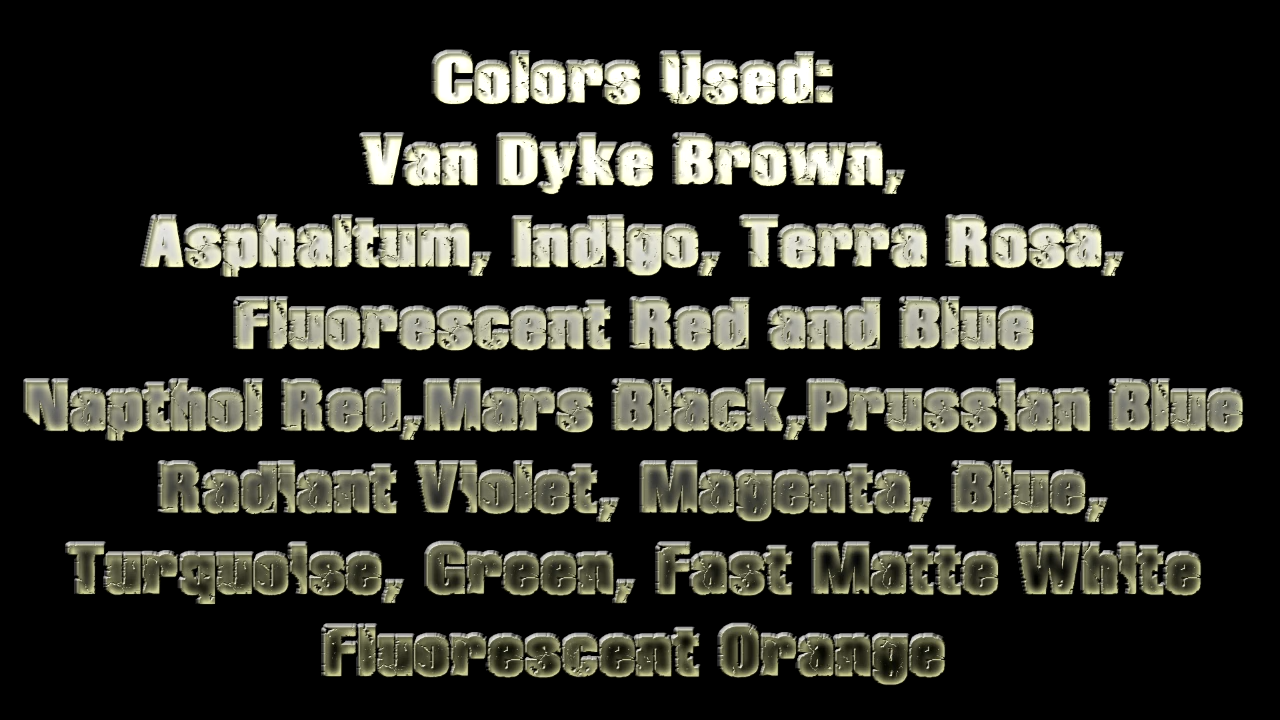 Colors Used:
Van Dyke Brown,
Asphaltum, Indigo, Terra Rosa,
Fluorescent Red and Blue
Napthol Red,Mars Black,Prussian Blue
Radiant Violet, Magenta, Blue,
Turquoise, Green, Fast Matte White
Fluorescent Orange